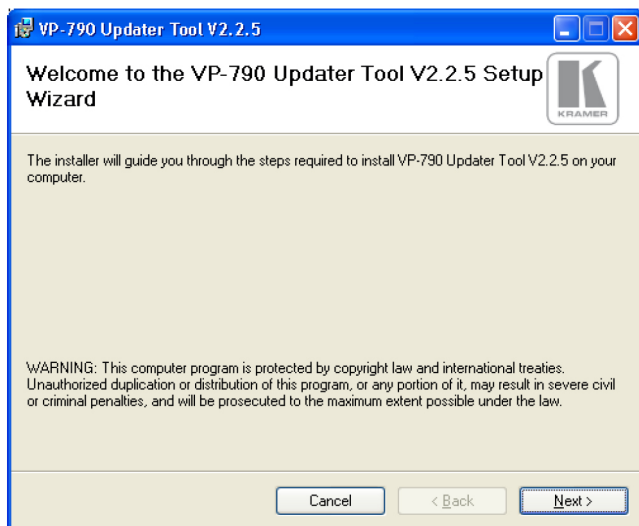 VP-790 Updater Tool V2.2.5
Welcome to the VP-790 Updater Tool V2.2.5 Setup
Wizard
KRAMER
The installer will guide you through the steps required to install VP-790 Updater Tool V2.2.5 on your
computer.
WARNING: This computer program is protected by copyright law and international treaties.
Unauthorized duplication or distribution of this program, or any portion of it, may result in severe civil
or criminal penalties, and will be prosecuted to the maximum extent possible under the law.
Cancel < Back Next >